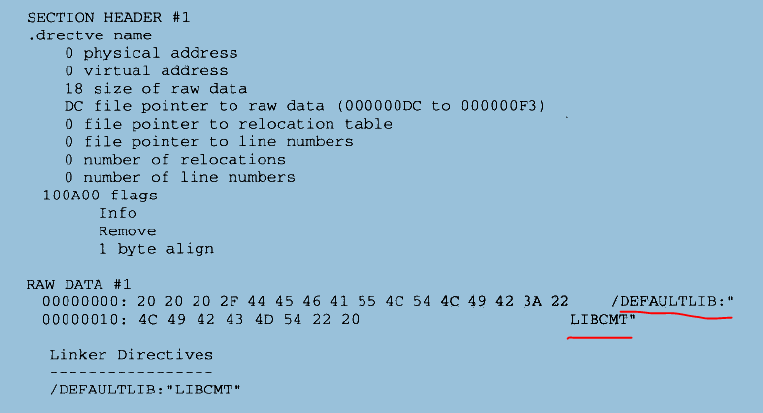 SECTION HEADER #1
.drectve name
0 physical address
0 virtual address
18 size of raw data
DC file pointer to raw data (000000DC to 000000F3)
0 file pointer to relocation table
0 file pointer to line numbers
0 number of relocations
0 number of line numbers
100A00 flags
Info
Remove
1 byte align
RAW DATA #1
00000000: 20 20 20 2F 44 45 46 41 55 4C 54 4C 49 42 3A 22 /DEFAULTLIB:"
00000010: 4C 49 42 43 4D 54 22 20 LIBCMT"
Linker Directives
-----------------
/DEFAULTLIB:"LIBCMT"